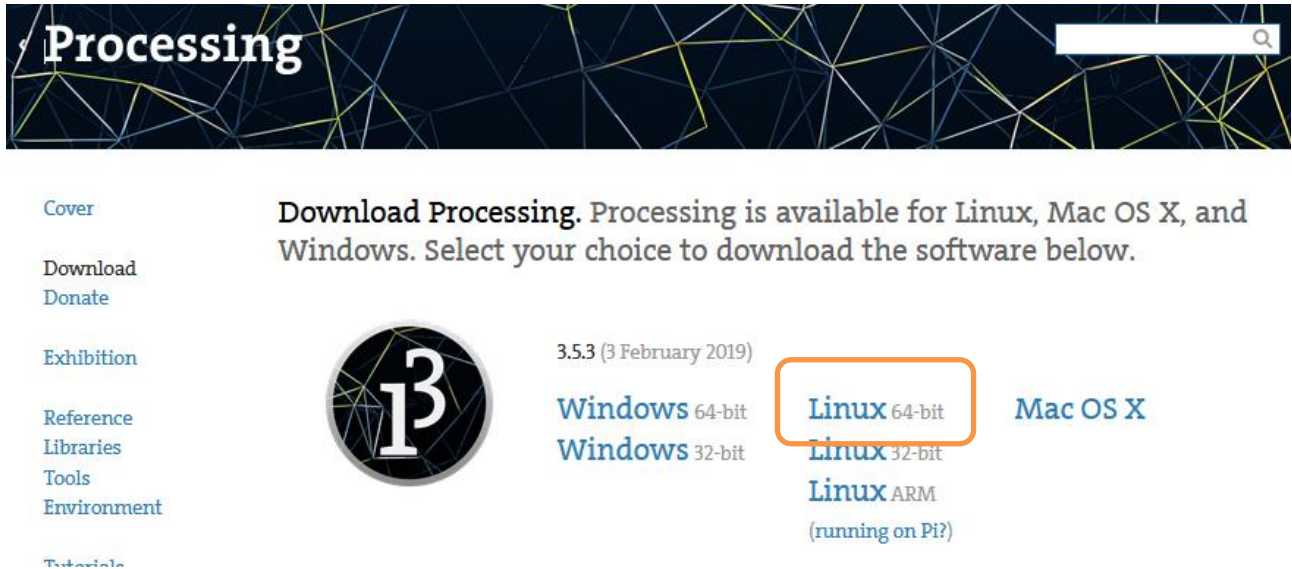 Processing
Cover
Download
Donate
Exhibition
Reference
Libraries
Tools
Environment
Tutorials
Download Processing. Processing is available for Linux, Mac OS X, and
Windows. Select your choice to download the software below.
3.5.3 (3 February 2019)
Windows 64-bit
Windows 32-bit
Linux 64-bit
Linux 32-bit
Linux ARM
(running on Pi?)
Mac OS X